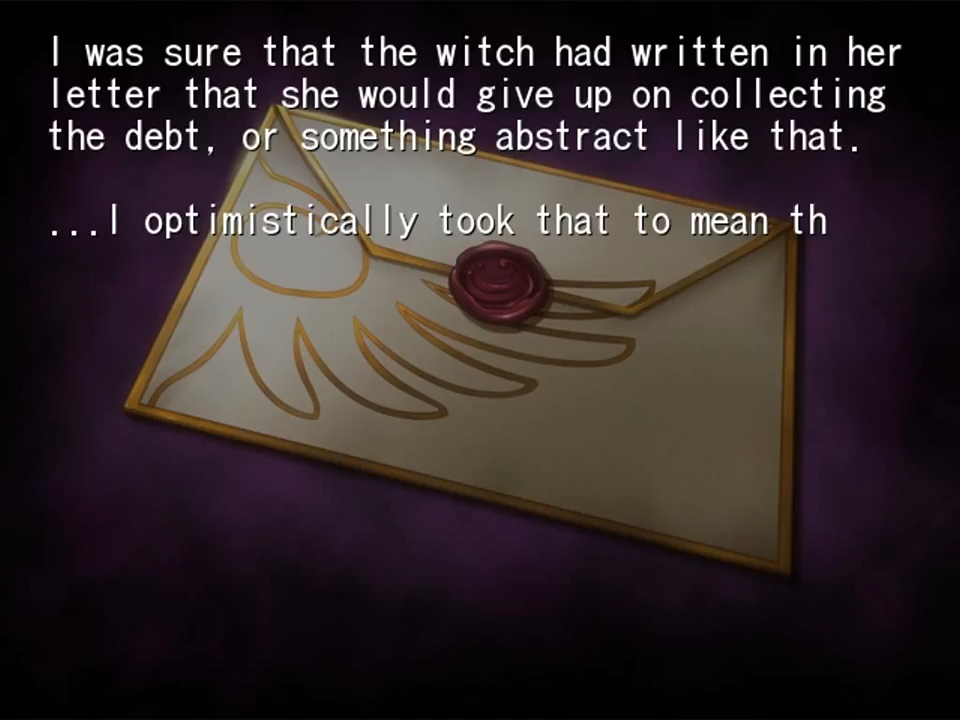 I was sure that the witch had written in her
letter that she would give up on collecting
the debt, or something abstract like that.
...I optimistically took that to mean th